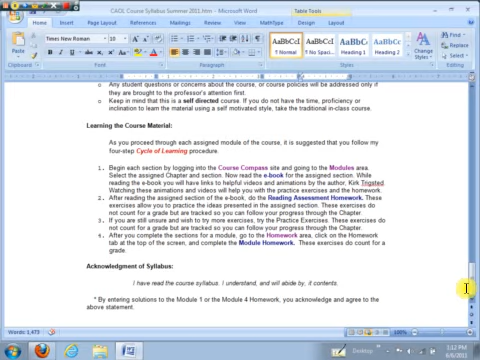 CAOL Course Syllabus Summer 2011.htm - Microsoft Word
Table Tools
Home Insert Page Layout References Mailings Review View MathType Design Layout
Paste
Times New Roman
AaBbCcI AaBbCcI AaBbC AaBbCc
¶ Normal ¶ No Spaci... Heading 1 Heading 2
Change
Find
Replace
Select
Clipboard Font Paragraph Styles Editing
o Any student questions or concerns about the course, or course policies will be addressed only if
they are brought to the professor's attention first.
o Keep in mind that this is a self directed course. If you do not have the time, proficiency or
inclination to learn the material using a self motivated style, take the traditional in-class course.
Learning the Course Material:
As you proceed through each assigned module of the course, it is suggested that you follow my
four-step Cycle of Learning procedure.
1. Begin each section by logging into the Course Compass site and going to the Modules area.
Select the assigned Chapter and section. Now read the e-book for the assigned section. While
reading the e-book you will have links to helpful videos and animations by the author, Kirk Trigsted.
Watching these animations and videos will help you with the practice exercises and the homework.
2. After reading the assigned section of the e-book, do the Reading Assessment Homework. These
exercises allow you to practice the ideas presented in the assigned section. These exercises do
not count for a grade but are tracked so you can follow your progress through the Chapter.
3. If you are still unsure and wish to try more exercises, try the Practice Exercises. These exercises do
not count for a grade but are tracked so you can follow your progress through the Chapter.
4. After you complete the sections for a module, go to the Homework area, click on the Homework
tab at the top of the screen, and complete the Module Homework. These exercises do count for a
grade.
Acknowledgment of Syllabus:
I have read the course syllabus. I understand, and will abide by, it contents.
* By entering solutions to the Module 1 or the Module 4 Homework, you acknowledge and agree to the
above statement.
Words: 1,473
100%
Desktop
1:12 PM
6/6/2011